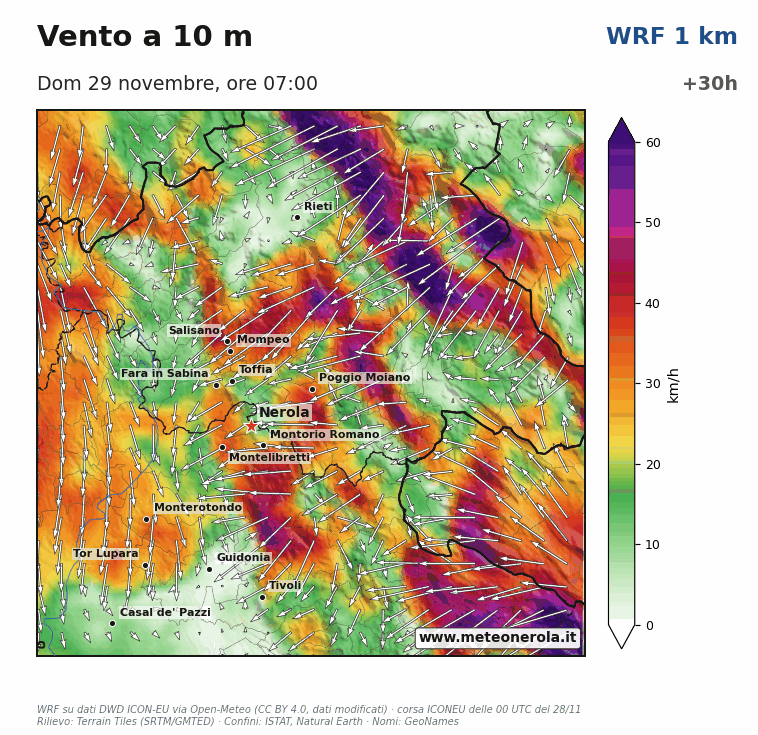 Vento a 10 m
WRF 1 km
Dom 29 novembre, ore 07:00
+30h
Rieti
Salisano
Mompeo
Fara in Sabina
Toffia
Poggio Moiano
Nerola
Montorio Romano
Montelibretti
Monterotondo
Tor Lupara
Guidonia
Tivoli
Casal de' Pazzi
www.meteonerola.it
60
50
40
30
20
10
0
km/h
WRF su dati DWD ICON-EU via Open-Meteo (CC BY 4.0, dati modificati) · corsa ICONEU delle 00 UTC del 28/11
Rilievo: Terrain Tiles (SRTM/GMTED) · Confini: ISTAT, Natural Earth · Nomi: GeoNames